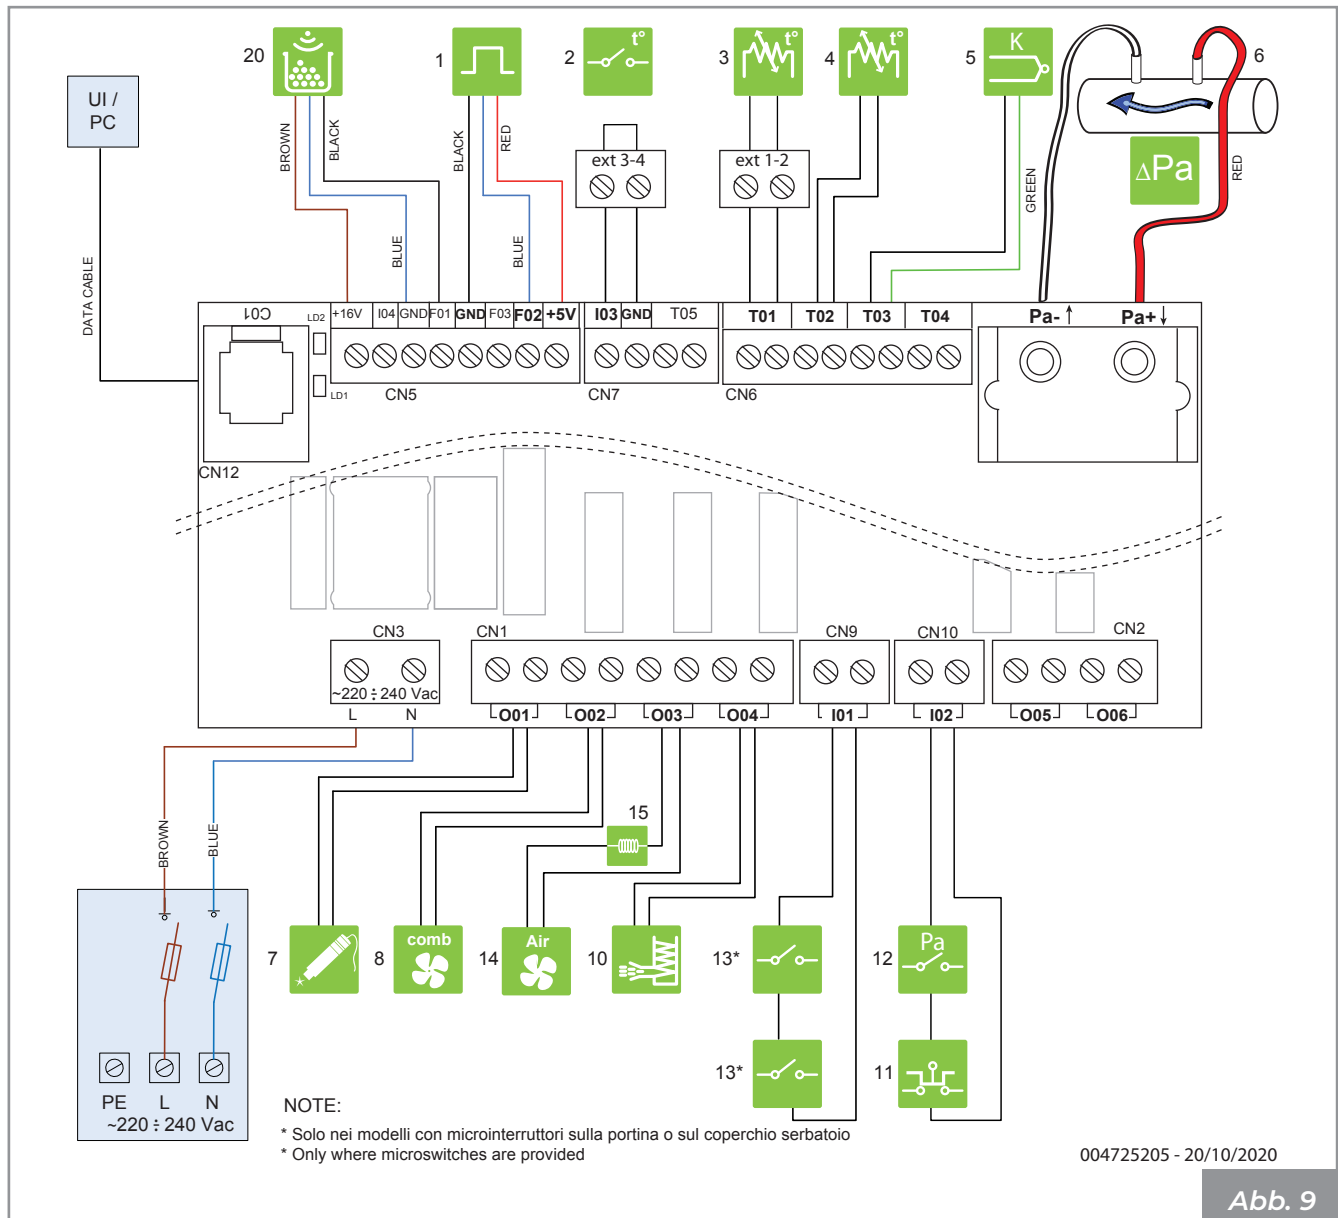 20
1
2
t°
3
t°
4
t°
5
K
6
UI /
PC
BROWN
BLACK
BLUE
BLACK
RED
BLUE
ext 3-4
ext 1-2
GREEN
ΔPa
RED
DATA CABLE
C01
LD2
+16V
I04
GND
F01
GND
F03
F02
+5V
I03
GND
T05
T01
T02
T03
T04
Pa- ↑
Pa+ ↓
LD1
CN5
CN7
CN6
CN12
CN3
CN1
CN9
CN10
CN2
~220 ÷ 240 Vac
L
N
O01
O02
O03
O04
I01
I02
O05
O06
BROWN
BLUE
15
7
8
comb
14
Air
10
13*
12
Pa
13*
11
PE
L
N
~220 ÷ 240 Vac
NOTE:
* Solo nei modelli con microinterruttori sulla portina o sul coperchio serbatoio
* Only where microswitches are provided
004725205 - 20/10/2020
Abb. 9